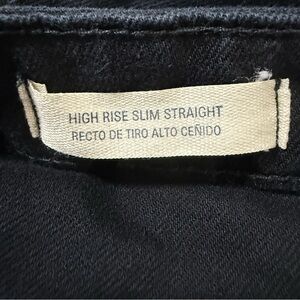 HIGH RISE SLIM STRAIGHT
RECTO DE TIRO ALTO CEÑIDO